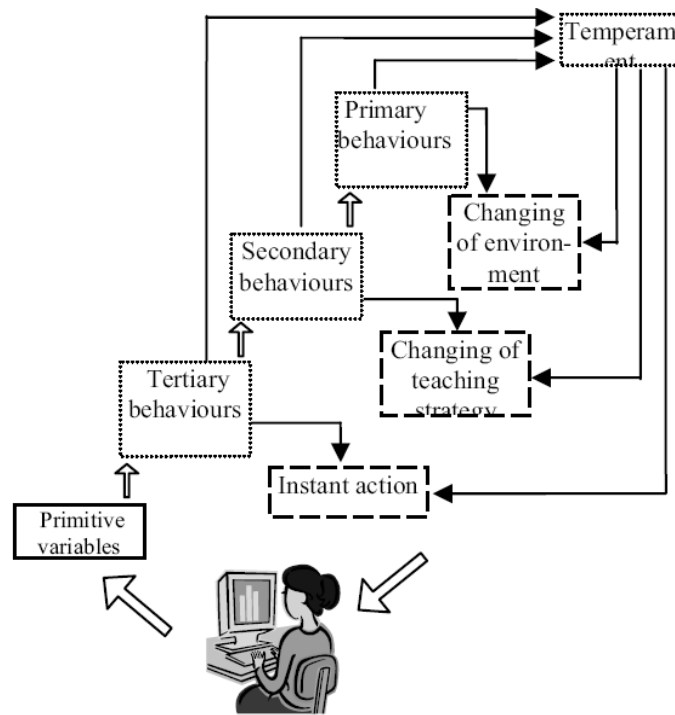 Temperam
ent
Primary
behaviours
Changing
of environ-
ment
Secondary
behaviours
Changing of
teaching
strategy
Tertiary
behaviours
Instant action
Primitive
variables